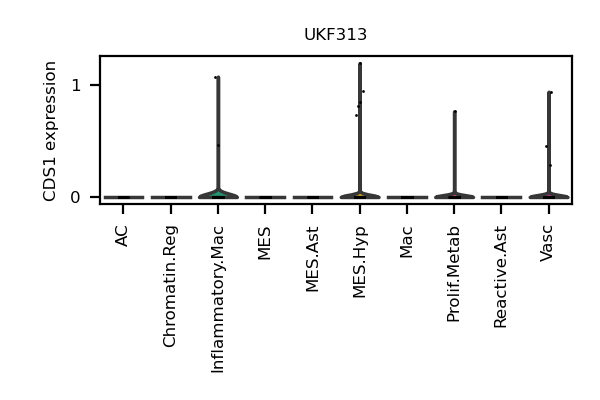 UKF313
CDS1 expression
1
0
AC
Chromatin.Reg
Inflammatory.Mac
MES
MES.Ast
MES.Hyp
Mac
Prolif.Metab
Reactive.Ast
Vasc